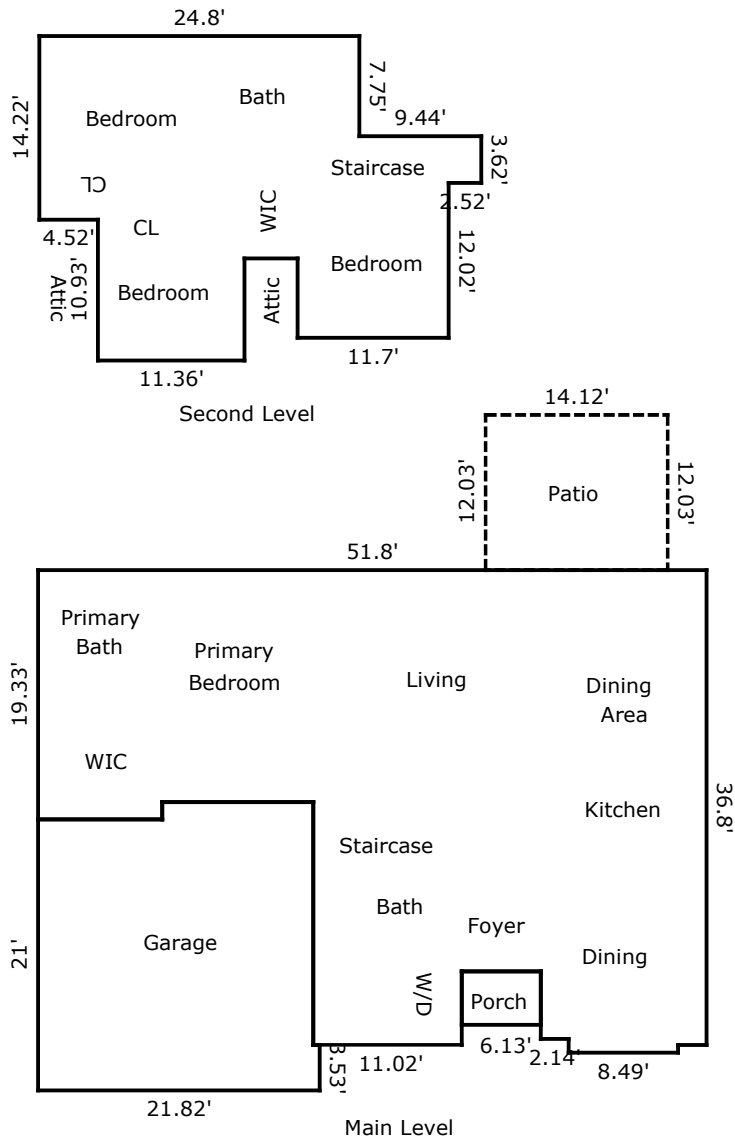 24.8'
14.22'
Bedroom
Bath
7.75'
9.44'
3.62'
Staircase
CL
2.52'
4.52'
CL
WIC
12.02'
Bedroom
10.93'
Attic
Bedroom
Attic
11.36'
11.7'
Second Level
14.12'
12.03'
Patio
12.03'
51.8'
Primary
Bath
Primary
Bedroom
Living
Dining
Area
19.33'
WIC
Kitchen
36.8'
Staircase
Bath
Foyer
Garage
21'
Dining
W/D
Porch
3.53'
11.02'
6.13'
2.14'
8.49'
21.82'
Main Level